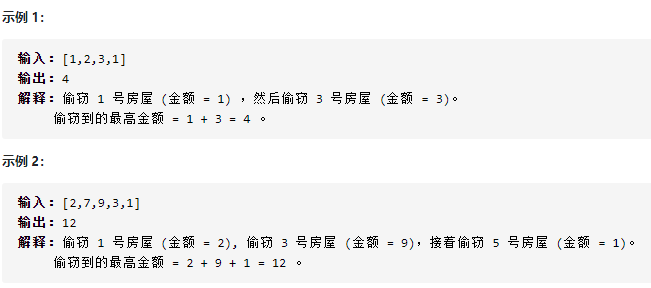 示例 1：
输入：[1,2,3,1]
输出：4
解释：偷窃 1 号房屋 (金额 = 1) ，然后偷窃 3 号房屋 (金额 = 3)。
偷窃到的最高金额 = 1 + 3 = 4 。
示例 2：
输入：[2,7,9,3,1]
输出：12
解释：偷窃 1 号房屋 (金额 = 2), 偷窃 3 号房屋 (金额 = 9)，接着偷窃 5 号房屋 (金额 = 1)。
偷窃到的最高金额 = 2 + 9 + 1 = 12 。